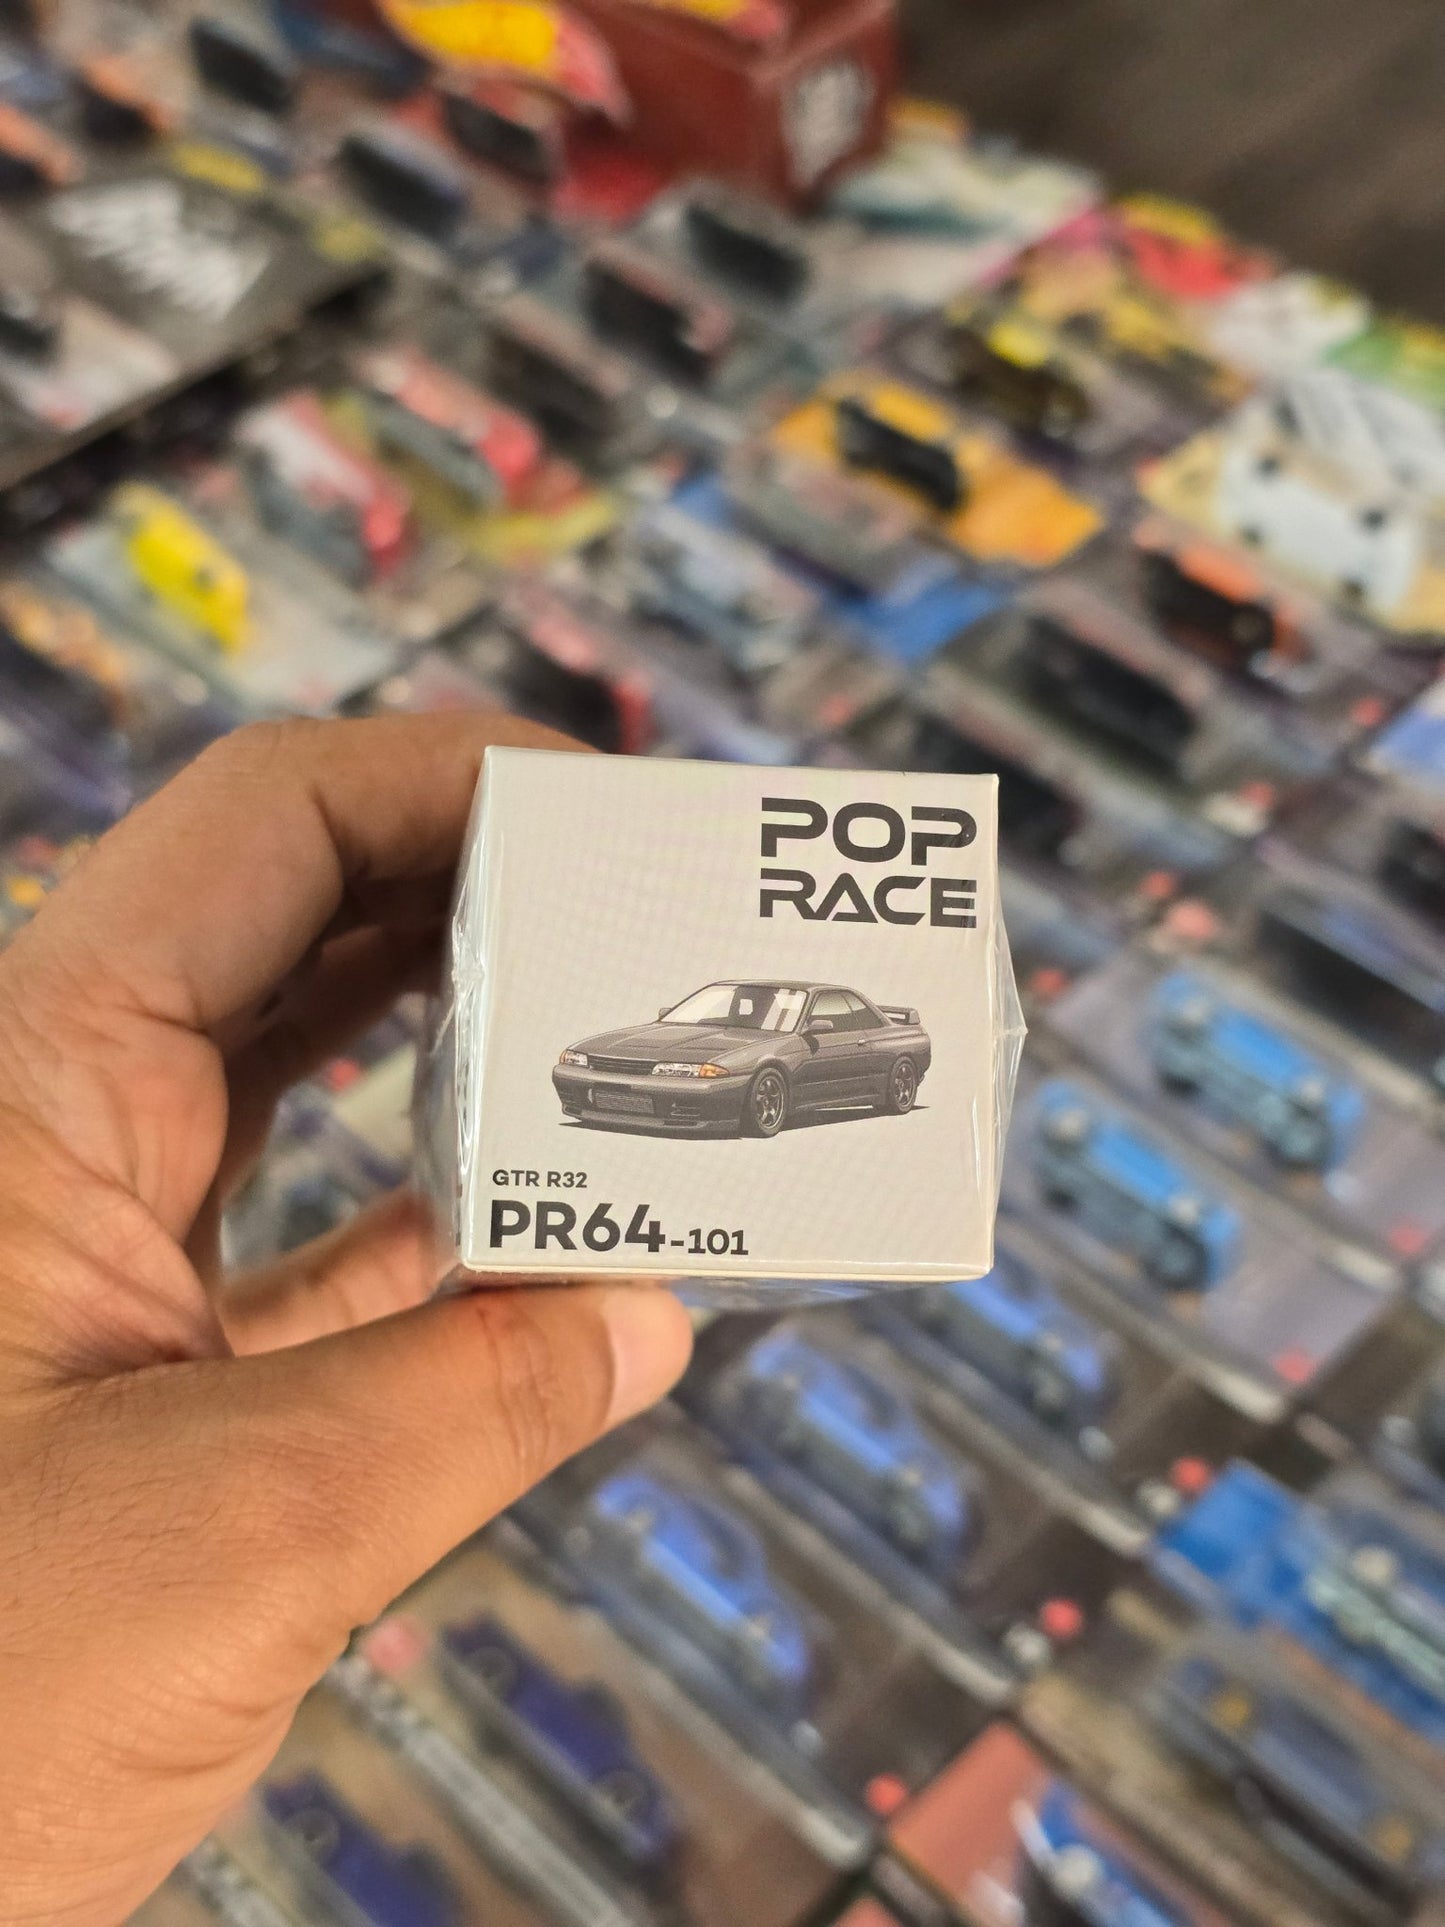 POP
RACE
GTR R32
PR64-101